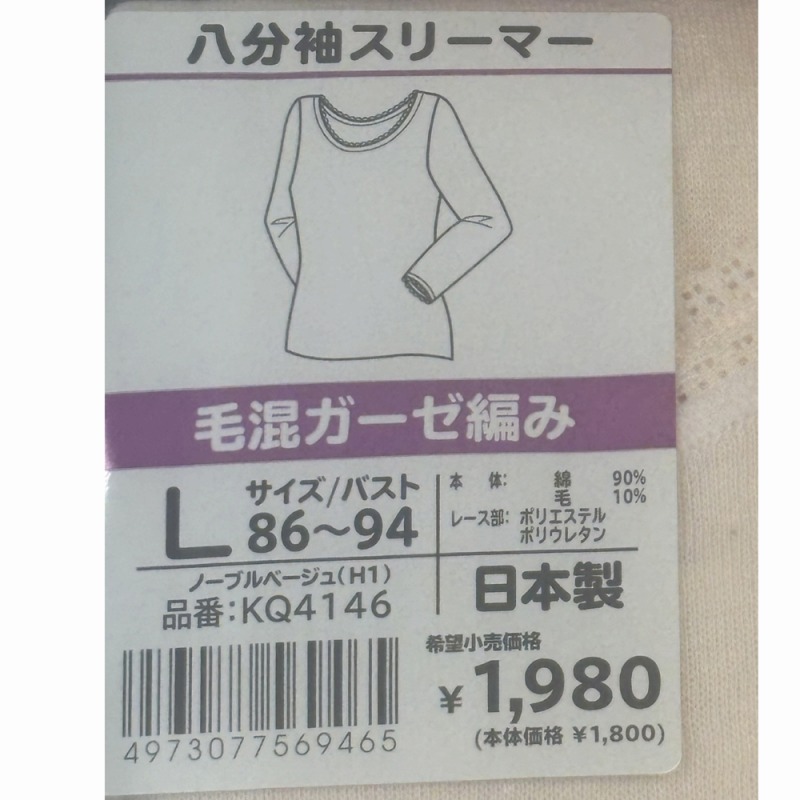 八分袖スリーマー
毛混ガーゼ編み
L サイズ/バスト
86〜94
ノーブルベージュ(H1)
品番:KQ4146
本 体: 綿 90%
毛 10%
レース部: ポリエステル
ポリウレタン
日本製
希望小売価格
¥1,980
(本体価格 ¥1,800)
4973077569465